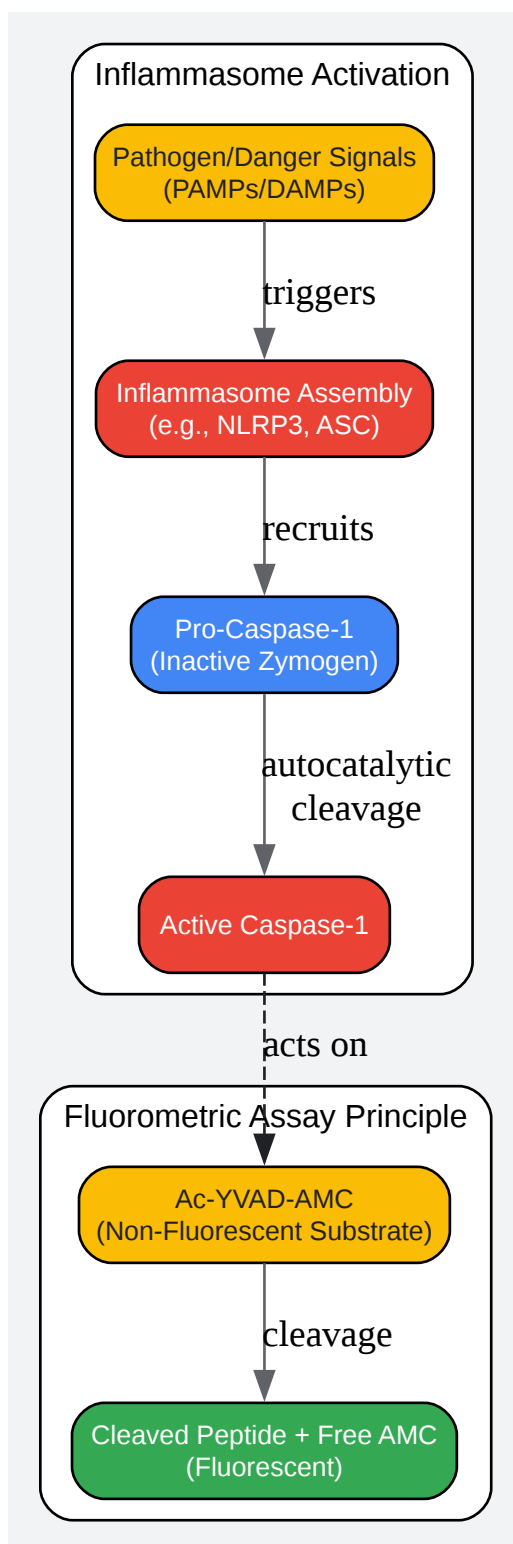 Inflammasome Activation
Pathogen/Danger Signals
(PAMPs/DAMPs)
triggers
Inflammasome Assembly
(e.g., NLRP3, ASC)
recruits
Pro-Caspase-1
(Inactive Zymogen)
autocatalytic
cleavage
Active Caspase-1
acts on
Fluorometric Assay Principle
Ac-YVAD-AMC
(Non-Fluorescent Substrate)
cleavage
Cleaved Peptide + Free AMC
(Fluorescent)